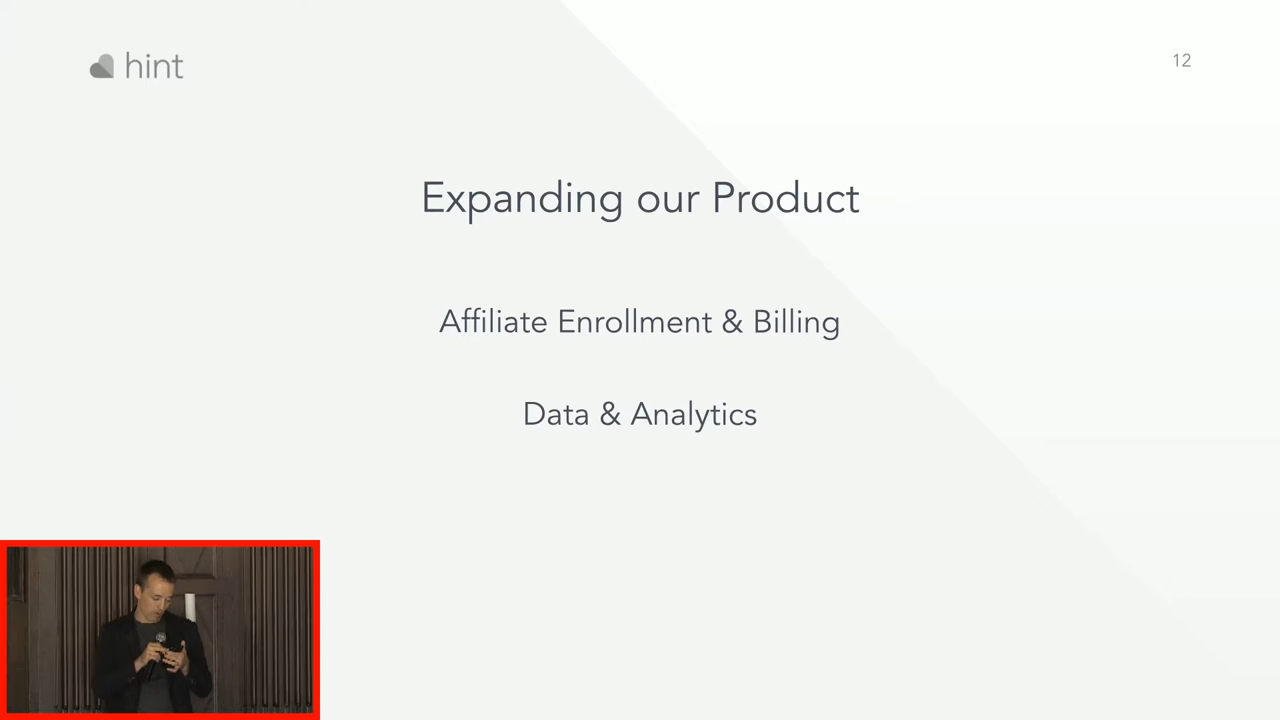 hint
12
Expanding our Product
Affiliate Enrollment & Billing
Data & Analytics